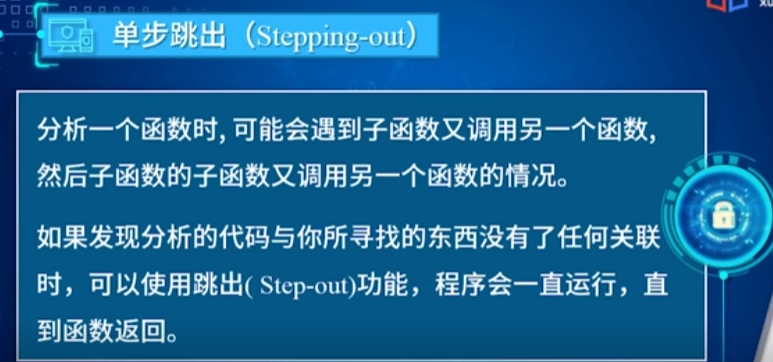 单步跳出（Stepping-out）
分析一个函数时, 可能会遇到子函数又调用另一个函数,
然后子函数的子函数又调用另一个函数的情况。
如果发现分析的代码与你所寻找的东西没有了任何关联
时，可以使用跳出( Step-out)功能，程序会一直运行，直
到函数返回。